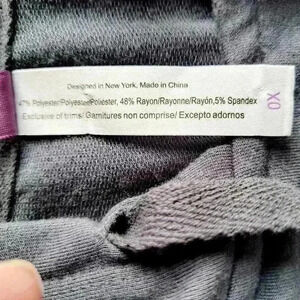 Designed in New York, Made in China
47% Polyester/Polyester/Poliester, 48% Rayon/Rayonne/Rayón,5% Spandex
Exclusive of trims/ Garnitures non comprise/ Excepto adornos
0X